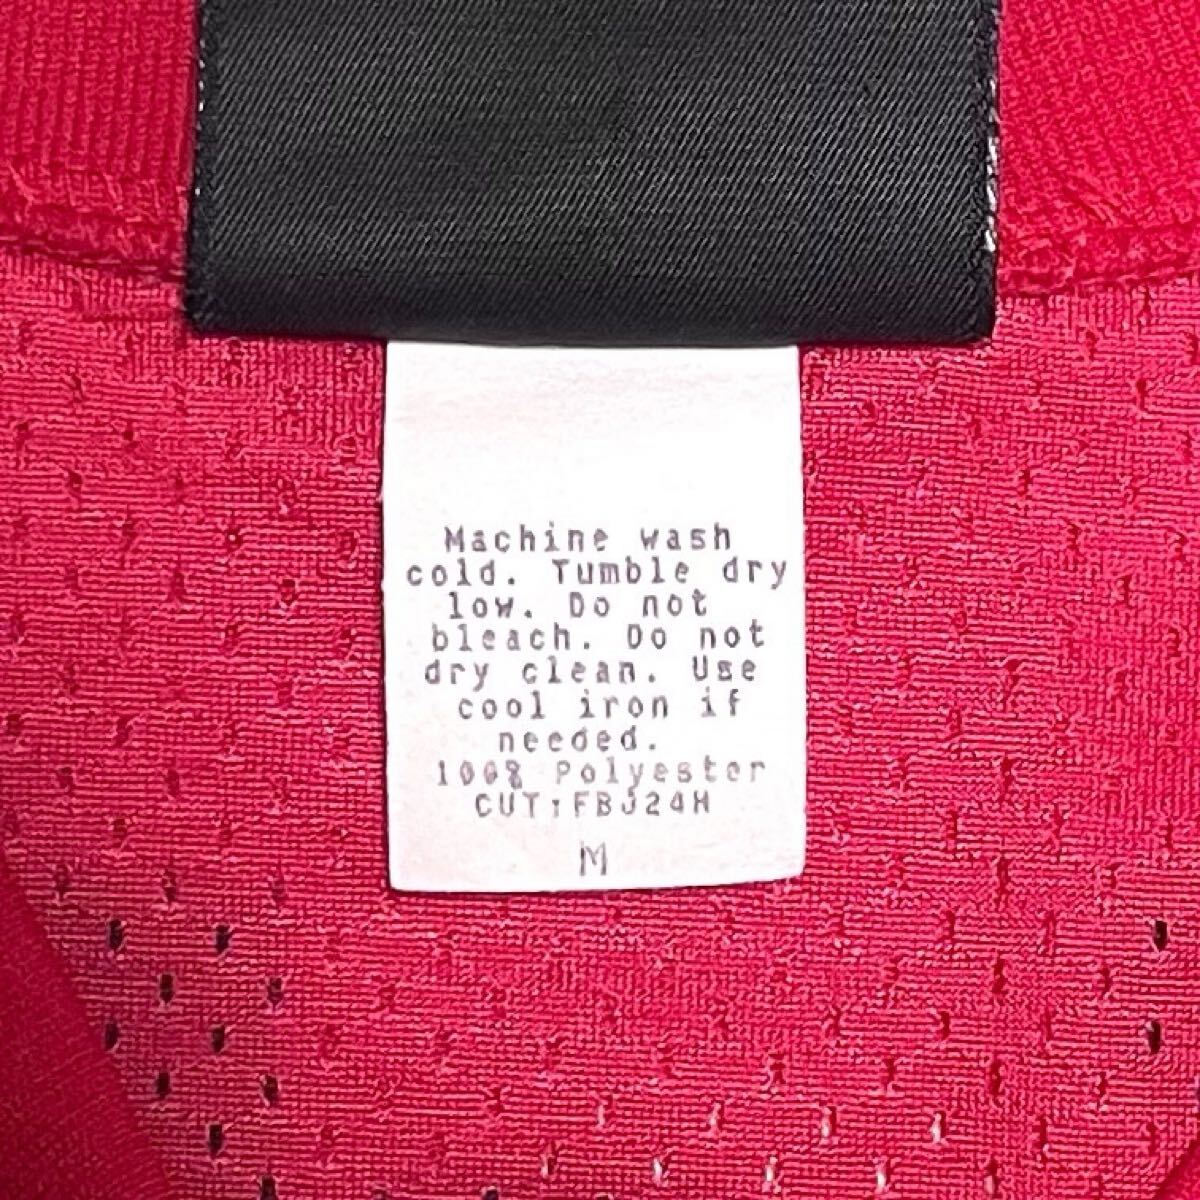 Machine wash
cold. Tumble dry
low. Do not
bleach. Do not
dry clean. Use
cool iron if
needed.
100% Polyester
CUT:FBJ24H
M